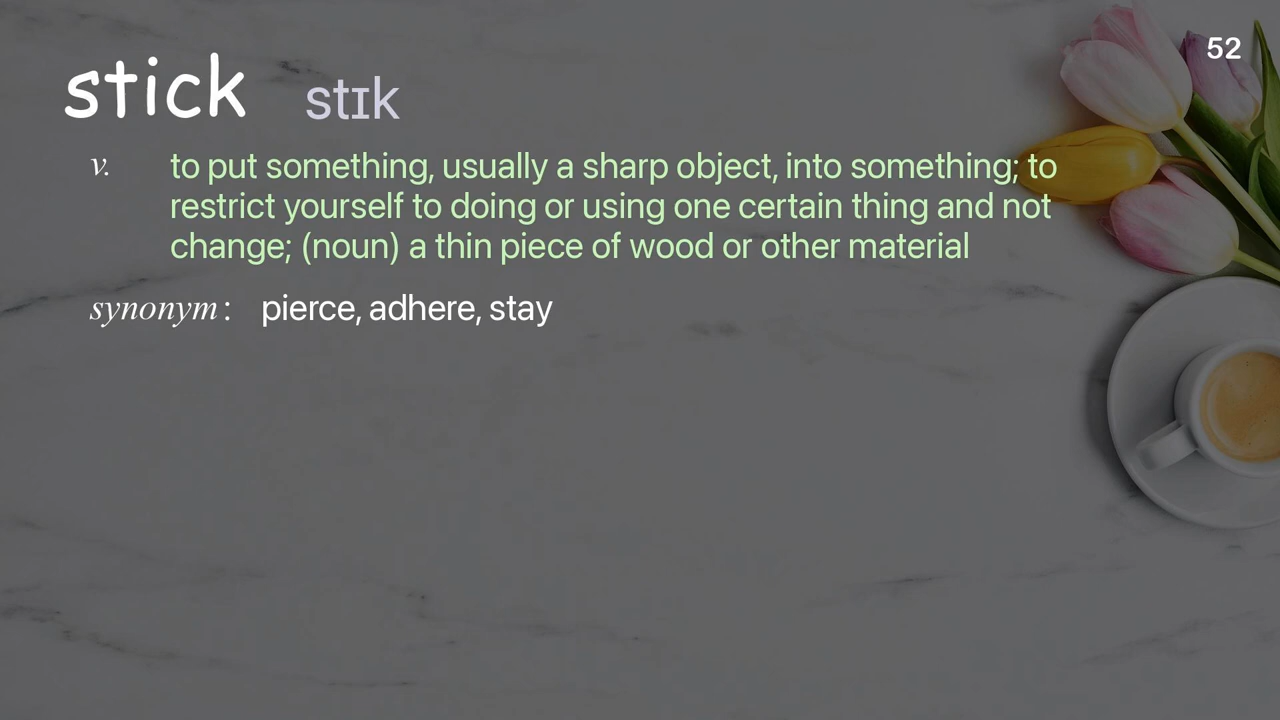 52
stick stɪk
v. to put something, usually a sharp object, into something; to
restrict yourself to doing or using one certain thing and not
change; (noun) a thin piece of wood or other material
synonym: pierce, adhere, stay